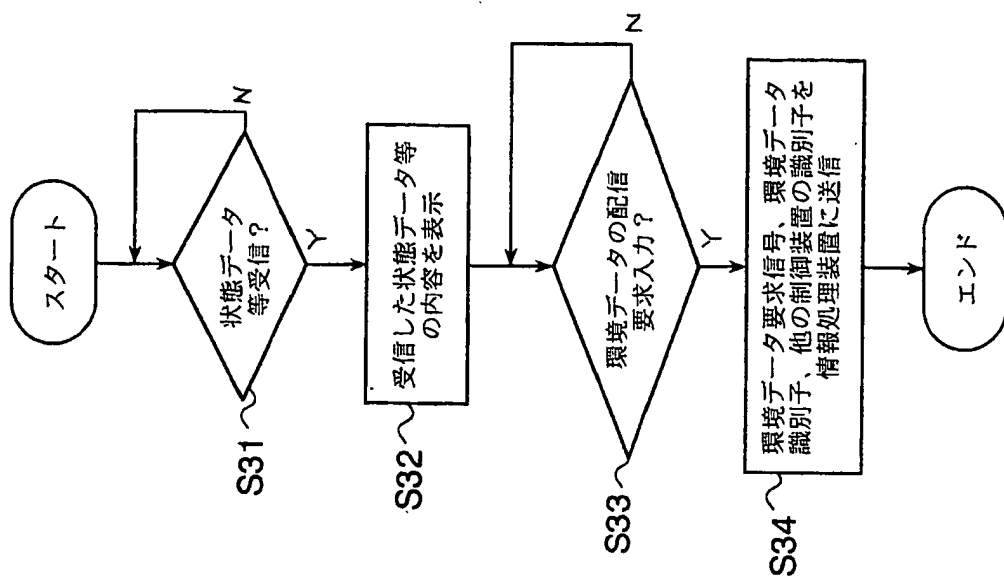 スタート
S31
状態データ
等受信？
N
Y
S32
受信した状態データ等
の内容を表示
S33
環境データの配信
要求入力？
N
Y
S34
環境データ要求信号、環境データ
識別子、他の制御装置の識別子を
情報処理装置に送信
エンド